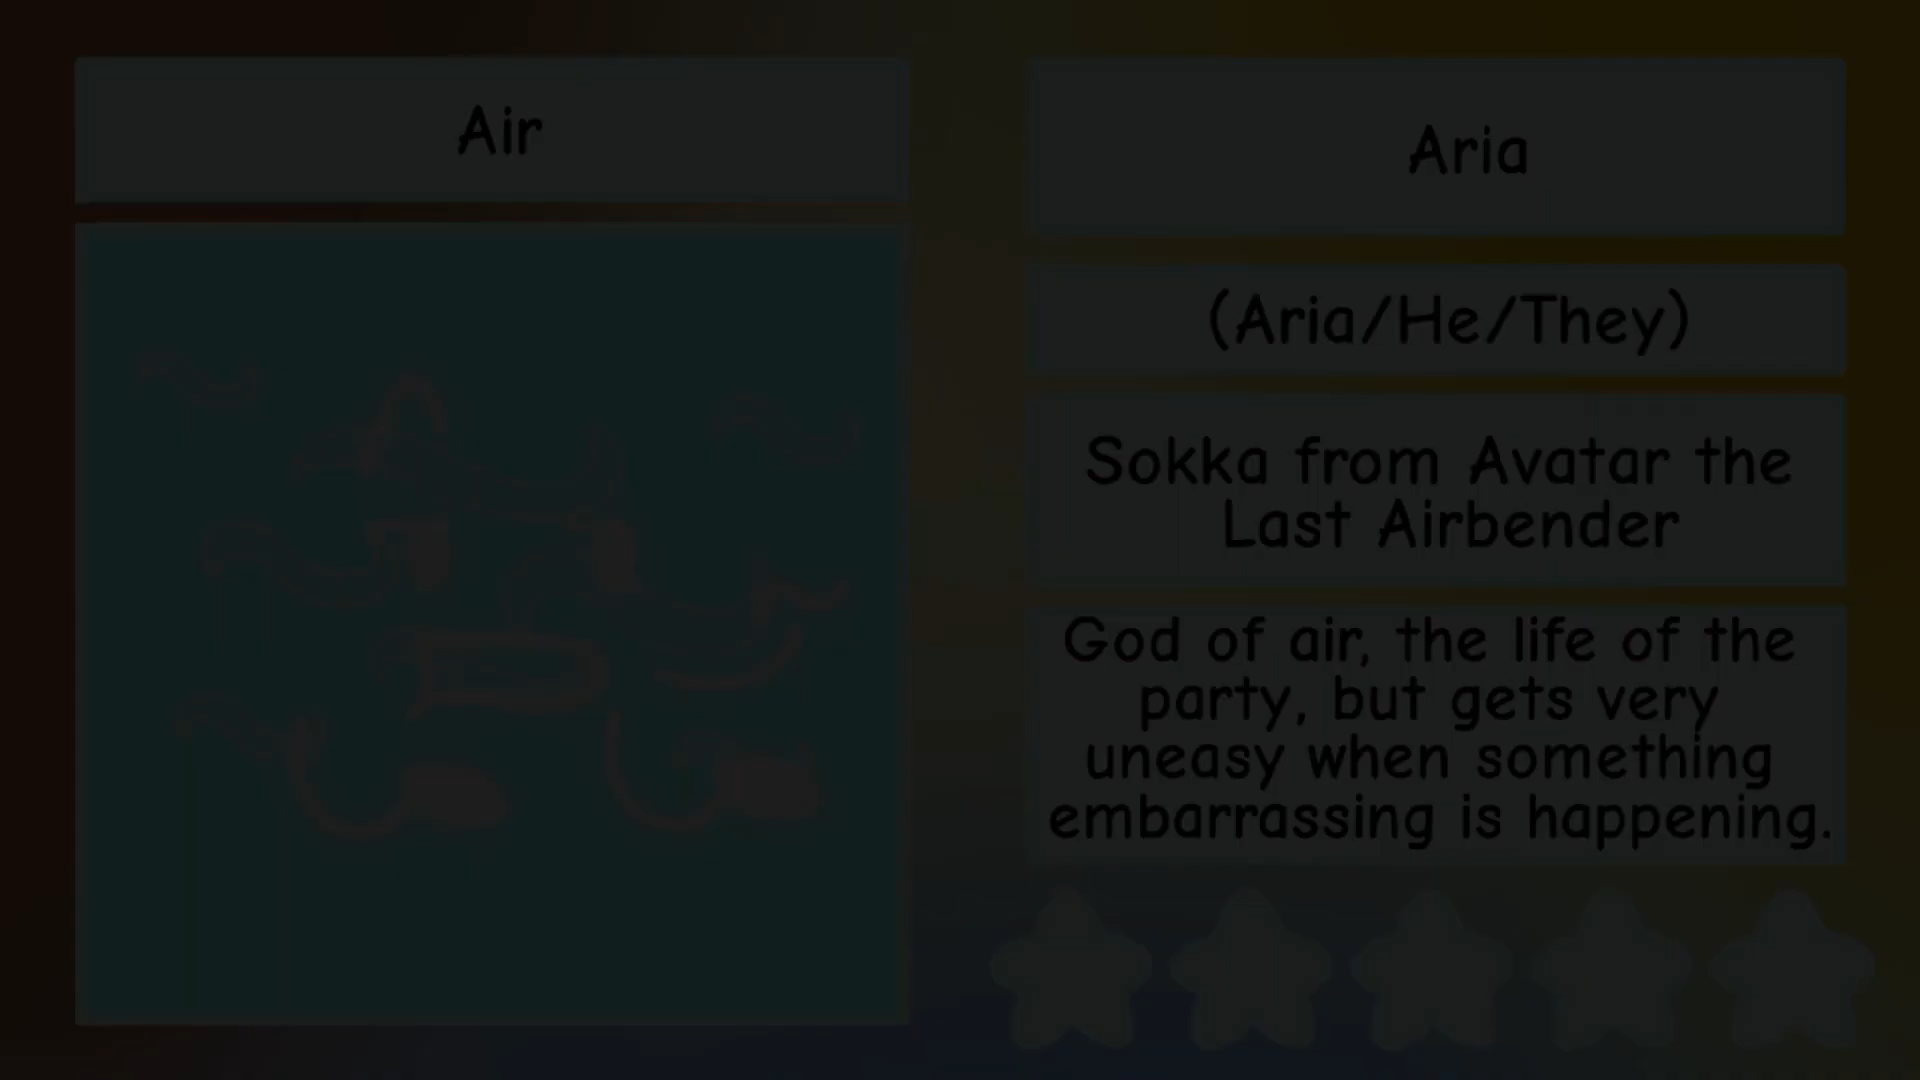 Air
Aria
(Aria/He/They)
Sokka from Avatar the
Last Airbender
God of air, the life of the
party, but gets very
uneasy when something
embarrassing is happening.